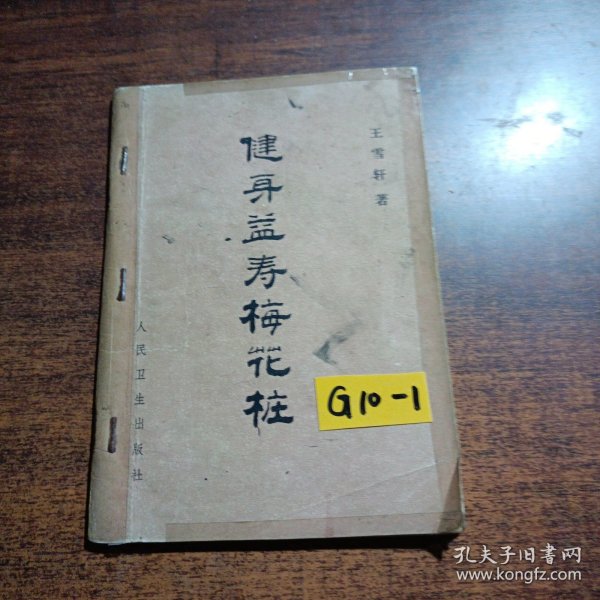 王雪轩 著
健身益寿梅花桩
人民卫生出版社
G10-1
孔夫子旧书网
www.kongfz.com